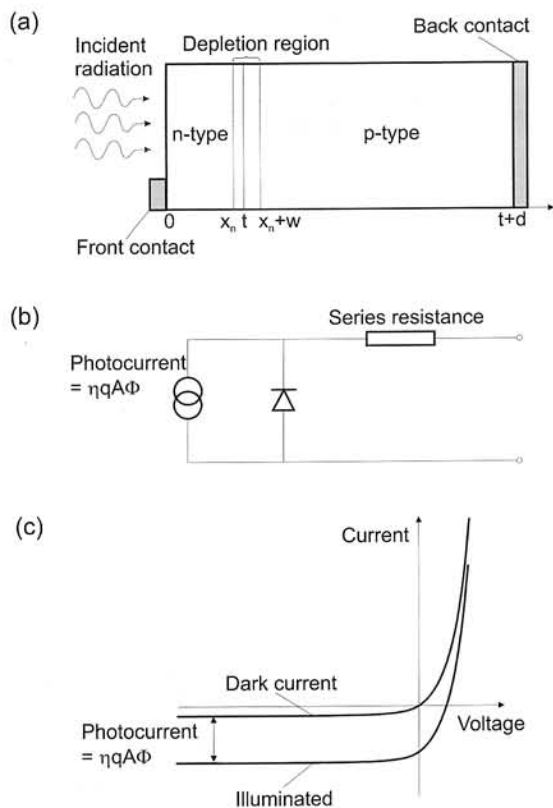 (a)
Back contact
Incident
radiation
Depletion region
n-type
p-type
0
xₙ
t
xₙ+w
t+d
Front contact
(b)
Series resistance
Photocurrent
= ηqAΦ
(c)
Current
Dark current
Voltage
Photocurrent
= ηqAΦ
Illuminated